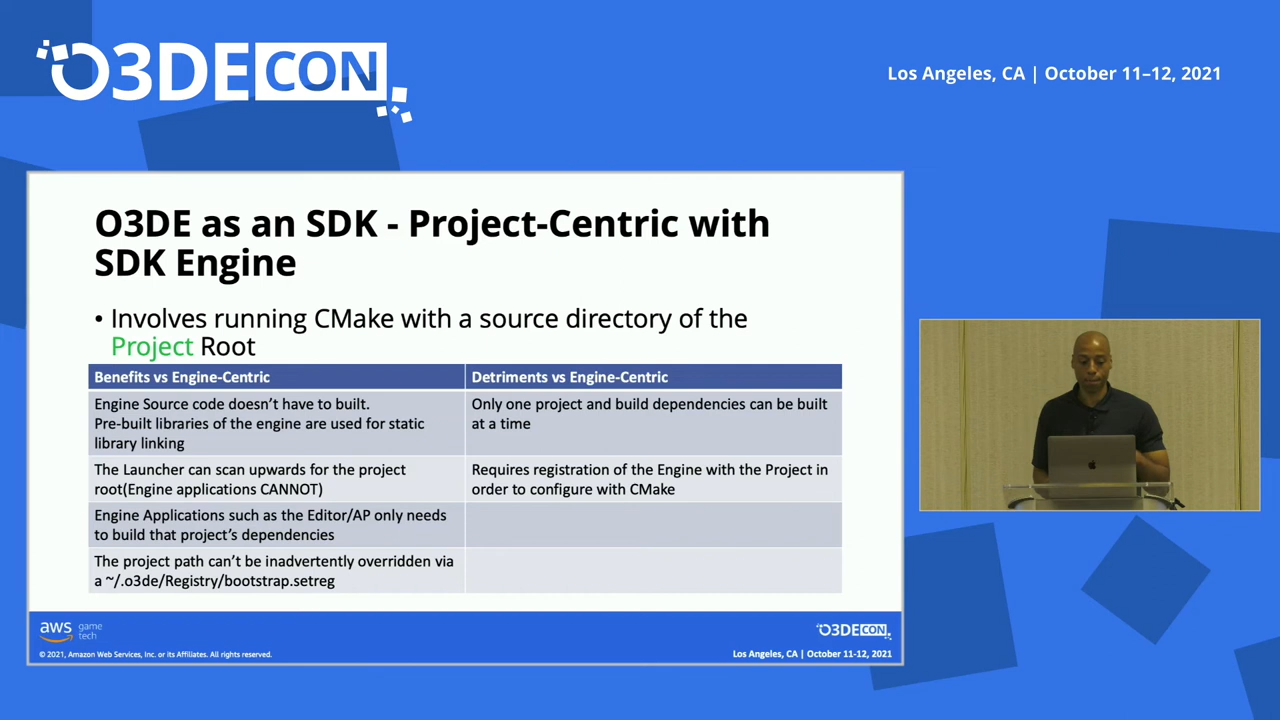 O3DECON
Los Angeles, CA | October 11–12, 2021
O3DE as an SDK - Project-Centric with
SDK Engine
• Involves running CMake with a source directory of the
Project Root
Benefits vs Engine-Centric
Detriments vs Engine-Centric
Engine Source code doesn't have to built.
Pre-built libraries of the engine are used for static
library linking
Only one project and build dependencies can be built
at a time
The Launcher can scan upwards for the project
root(Engine applications CANNOT)
Requires registration of the Engine with the Project in
order to configure with CMake
Engine Applications such as the Editor/AP only needs
to build that project's dependencies
The project path can't be inadvertently overridden via
a ~/.o3de/Registry/bootstrap.setreg
aws game
tech
O3DECON
© 2021, Amazon Web Services, Inc. or its Affiliates. All rights reserved.
Los Angeles, CA | October 11-12, 2021